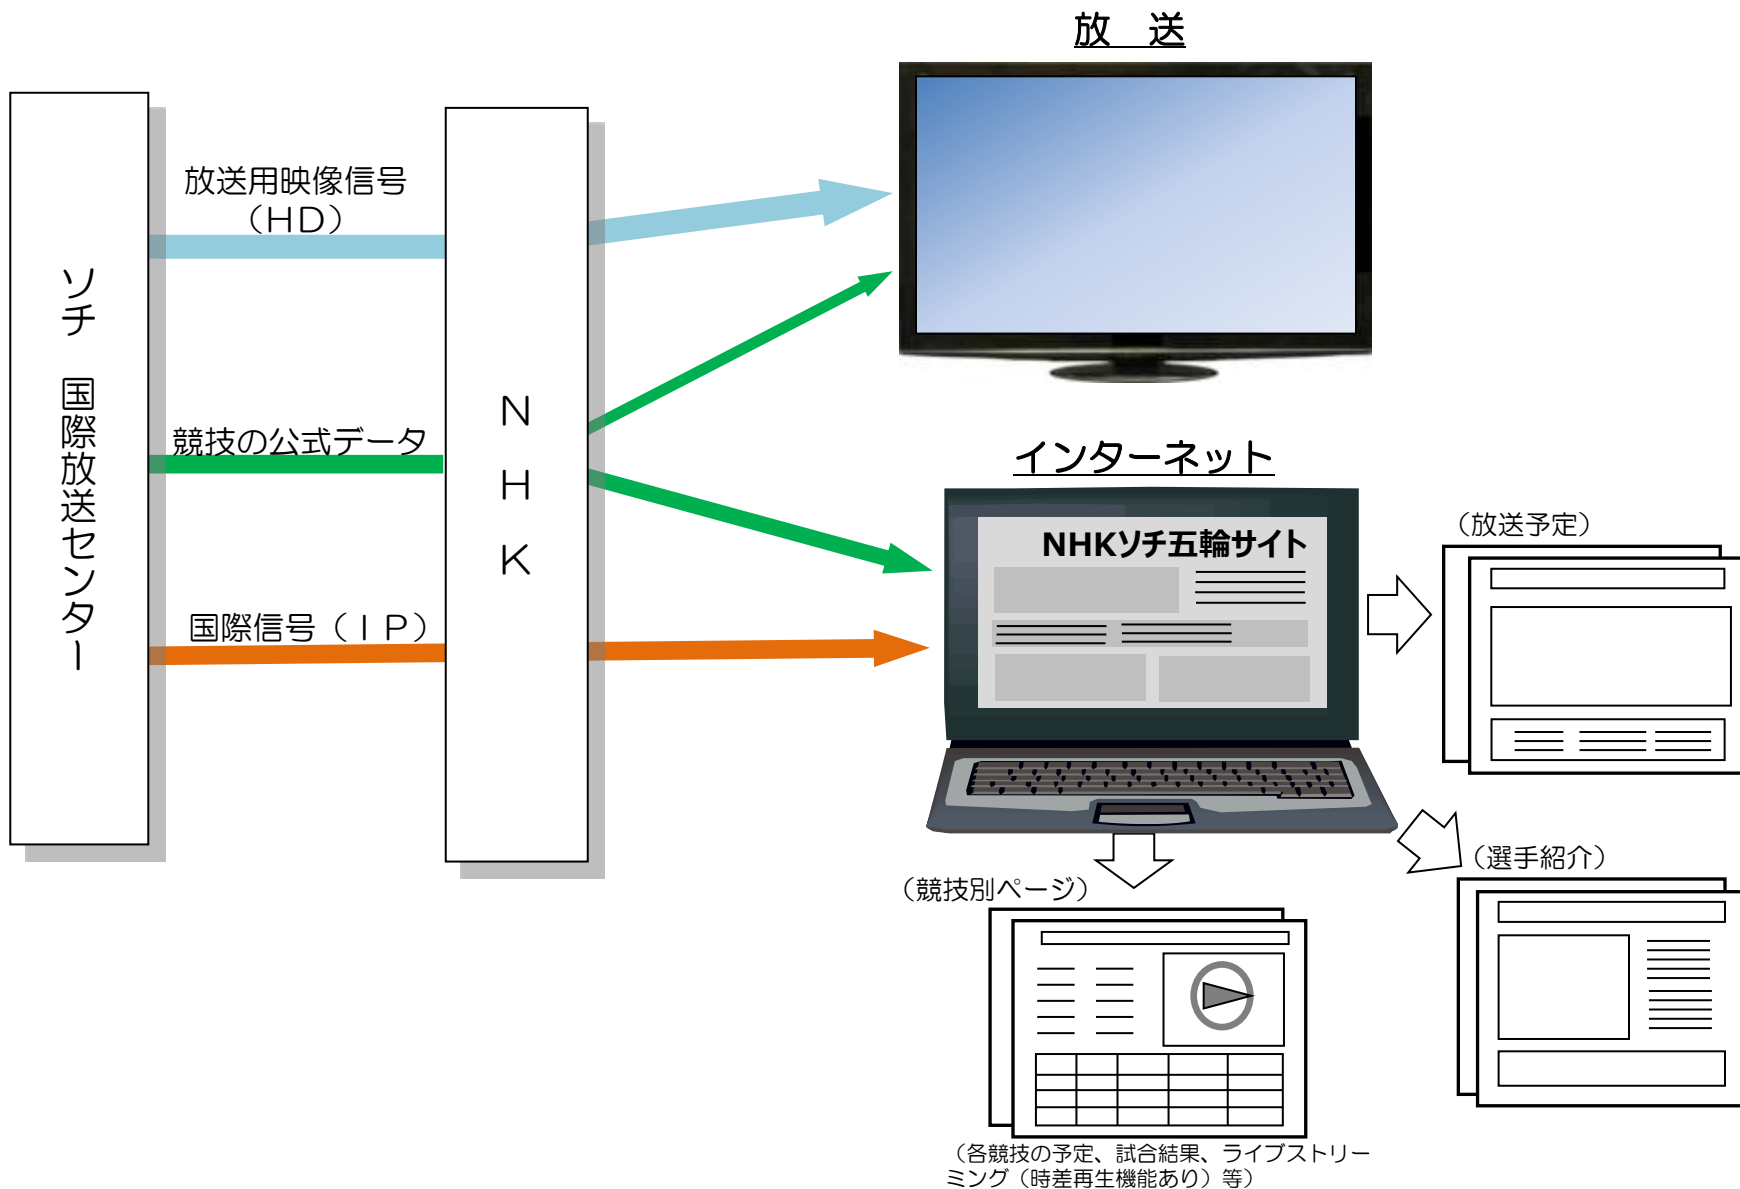 放　送
放送用映像信号
（ＨＤ）
ソチ　国際放送センター
ＮＨＫ
競技の公式データ
インターネット
NHKソチ五輪サイト
（放送予定）
国際信号（ＩＰ）
（選手紹介）
（競技別ページ）
（各競技の予定、試合結果、ライブストリー
ミング（時差再生機能あり）等）